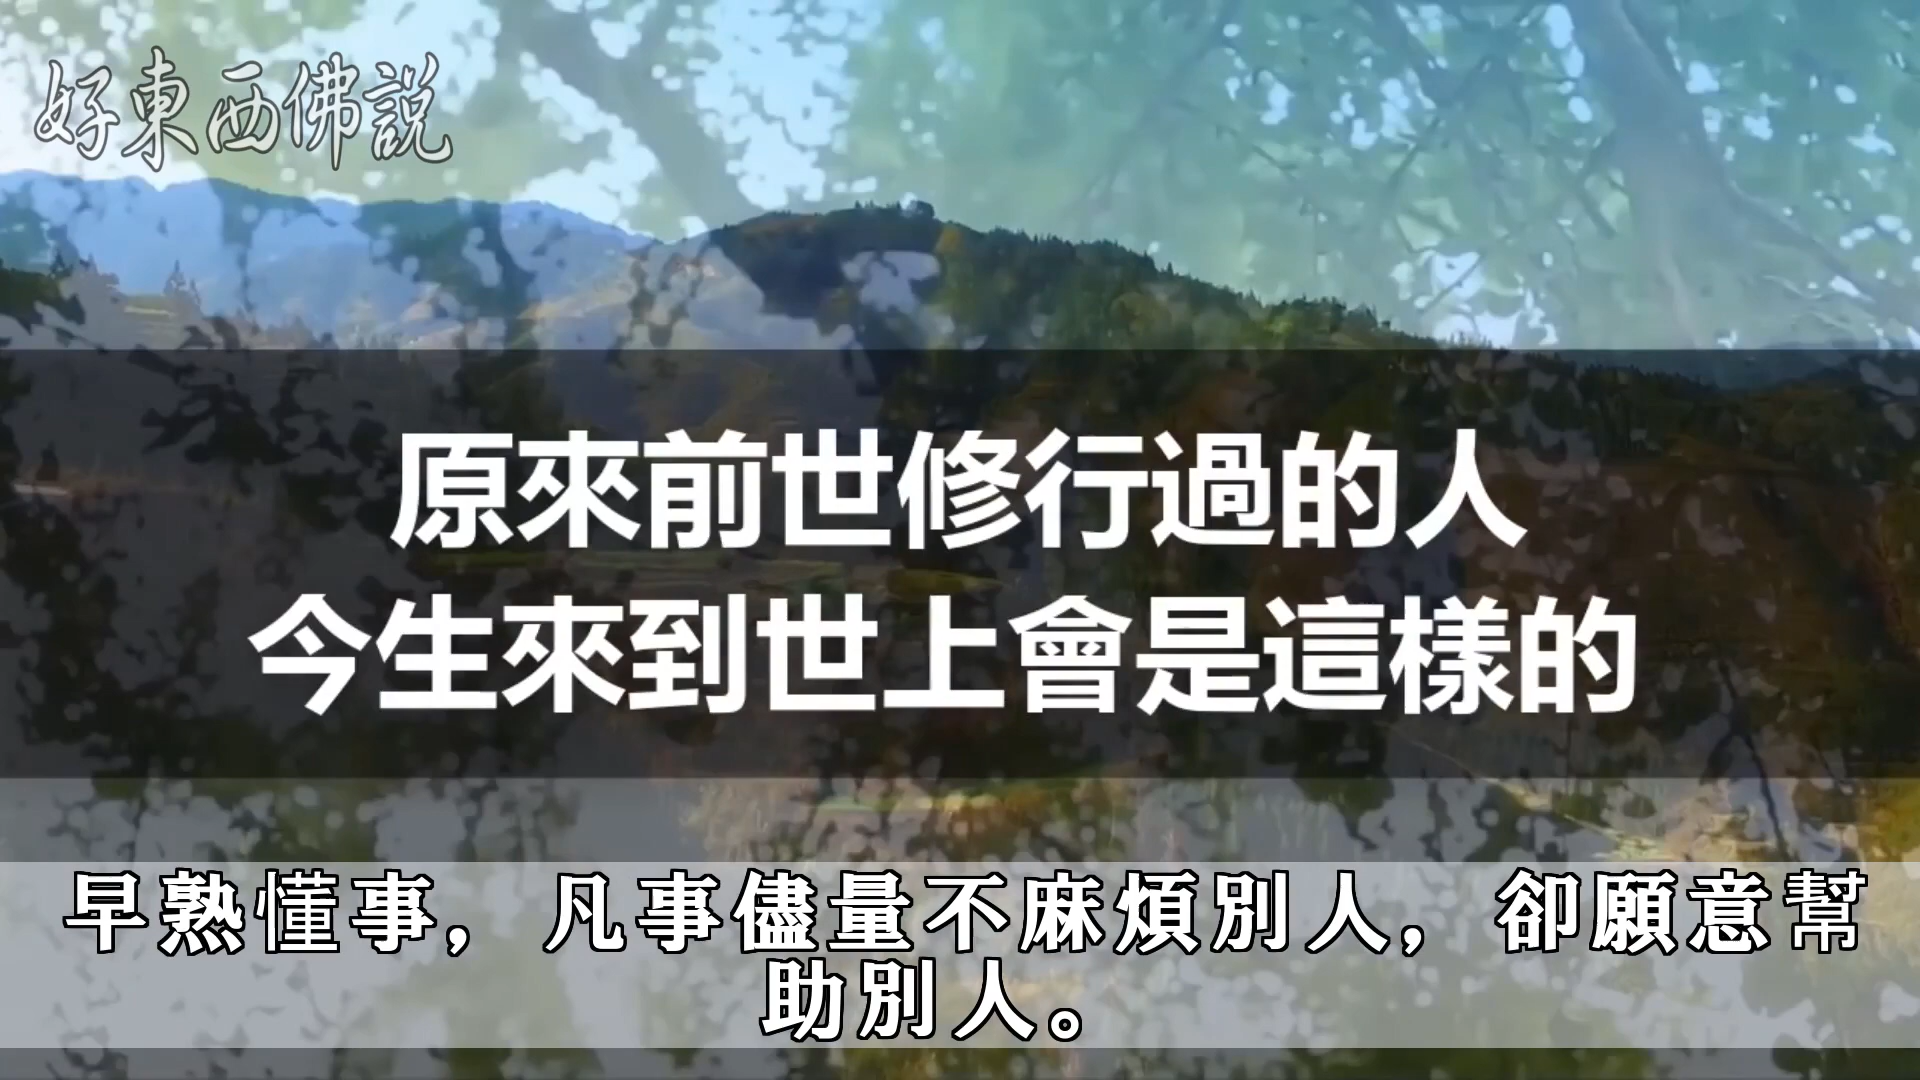 好東西佛說
原來前世修行過的人
今生來到世上會是這樣的
早熟懂事，凡事儘量不麻煩別人，卻願意幫
助別人。